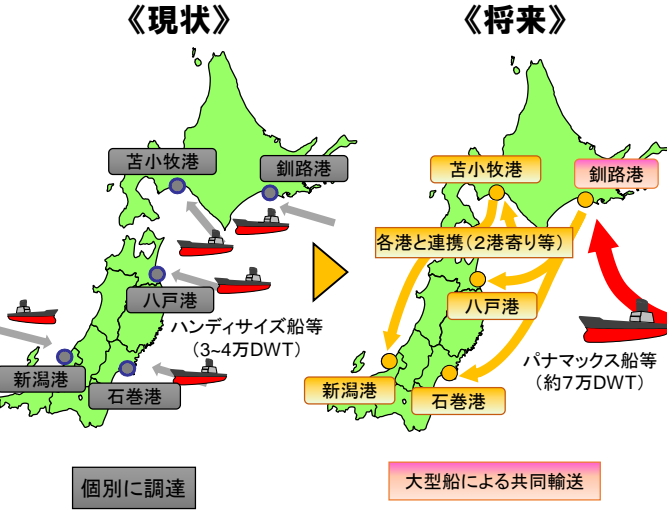 《現状》
苫小牧港
釧路港
八戸港
ハンディサイズ船等
(3~4万DWT)
新潟港
石巻港
個別に調達
《将来》
苫小牧港
釧路港
各港と連携(2港寄り等)
八戸港
パナマックス船等
(約7万DWT)
新潟港
石巻港
大型船による共同輸送